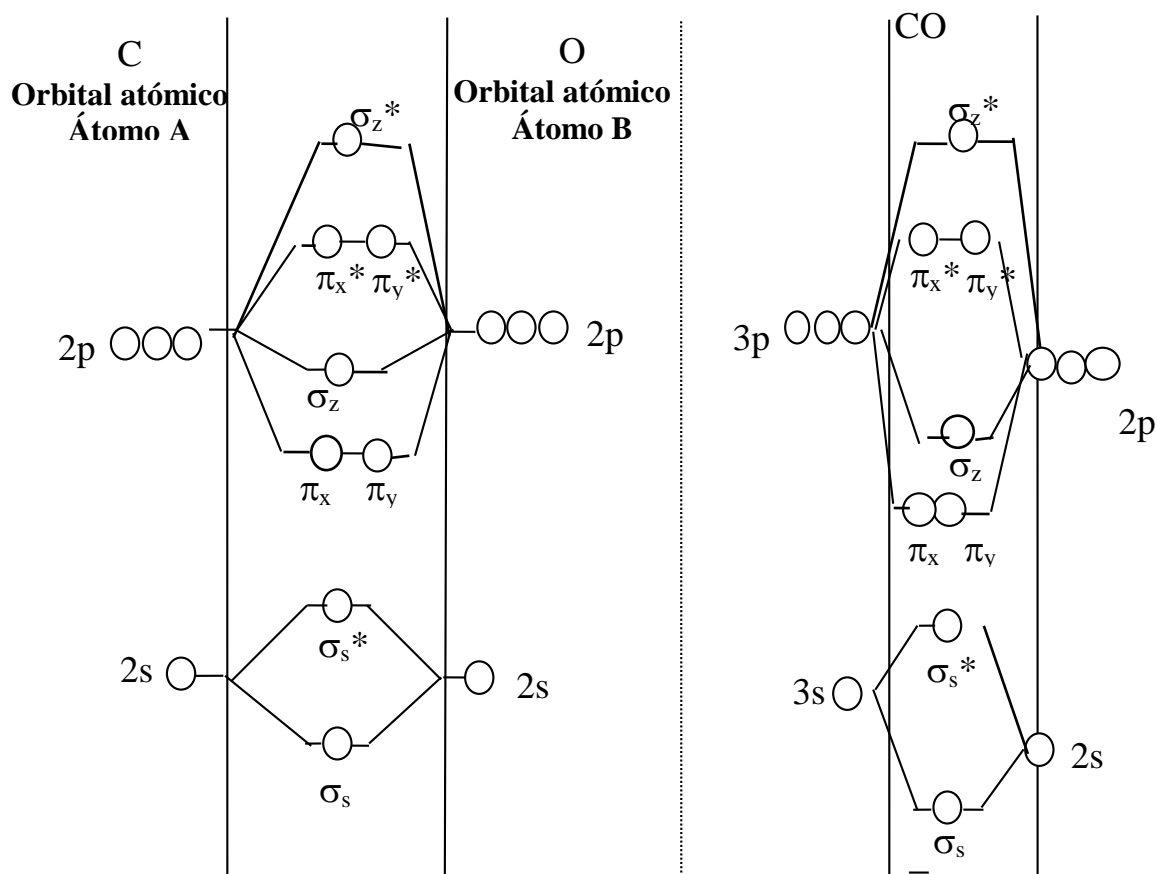 C
Orbital atómico
Átomo A
O
Orbital atómico
Átomo B
σz*
πx* πy*
2p
2p
σz
πx πy
σs*
2s
2s
σs
CO
σz*
πx* πy*
3p
2p
σz
πx πy
σs*
3s
2s
σs